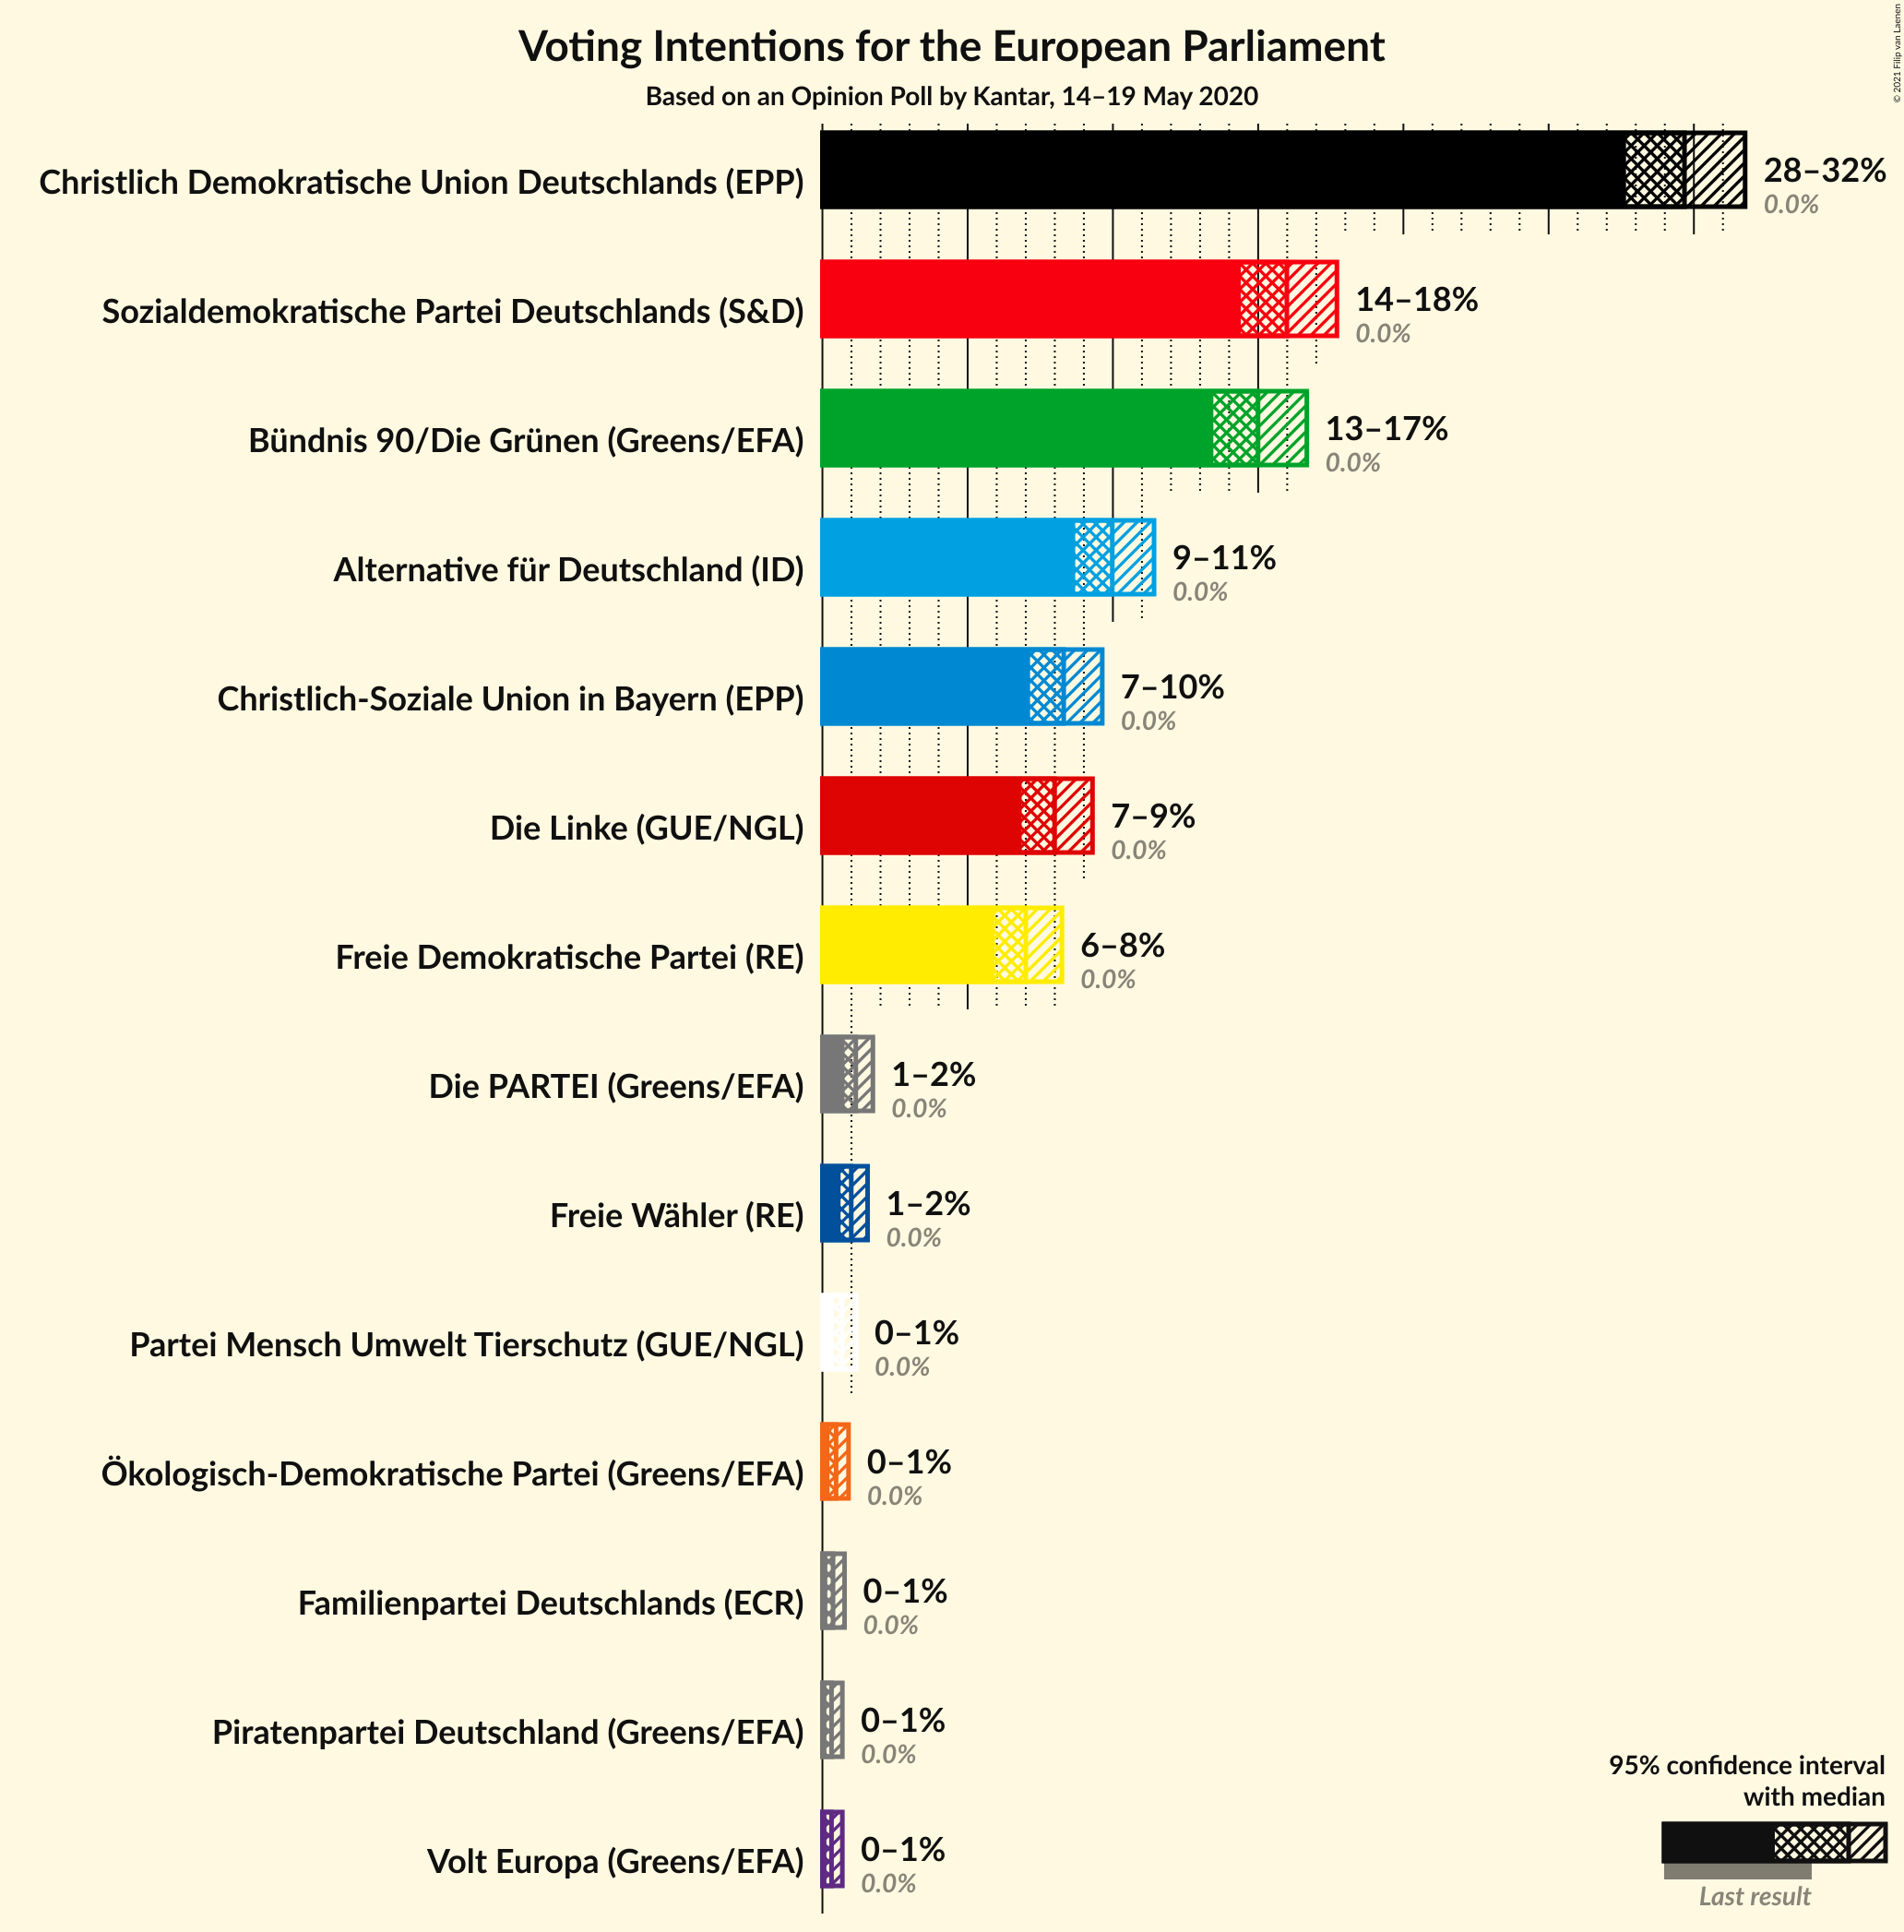 Voting Intentions for the European Parliament
Based on an Opinion Poll by Kantar, 14–19 May 2020
© 2021 Filip van Laenen
Christlich Demokratische Union Deutschlands (EPP)
28–32%
0.0%
Sozialdemokratische Partei Deutschlands (S&D)
14–18%
0.0%
Bündnis 90/Die Grünen (Greens/EFA)
13–17%
0.0%
Alternative für Deutschland (ID)
9–11%
0.0%
Christlich-Soziale Union in Bayern (EPP)
7–10%
0.0%
Die Linke (GUE/NGL)
7–9%
0.0%
Freie Demokratische Partei (RE)
6–8%
0.0%
Die PARTEI (Greens/EFA)
1–2%
0.0%
Freie Wähler (RE)
1–2%
0.0%
Partei Mensch Umwelt Tierschutz (GUE/NGL)
0–1%
0.0%
Ökologisch-Demokratische Partei (Greens/EFA)
0–1%
0.0%
Familienpartei Deutschlands (ECR)
0–1%
0.0%
Piratenpartei Deutschland (Greens/EFA)
0–1%
0.0%
Volt Europa (Greens/EFA)
0–1%
0.0%
95% confidence interval
with median
Last result